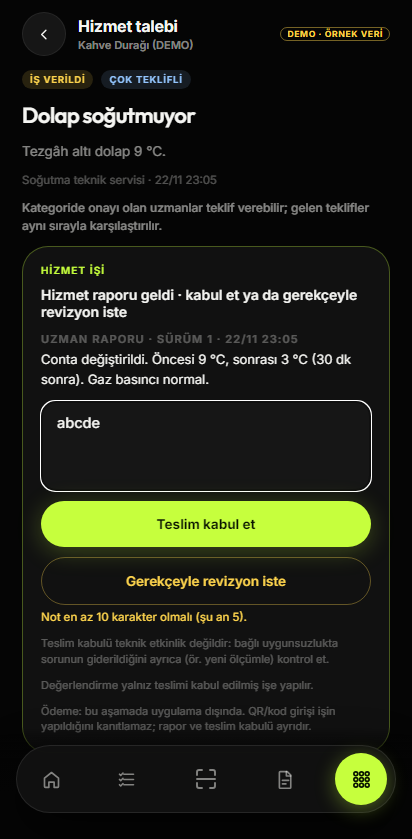 Hizmet talebi
Kahve Durağı (DEMO)
DEMO · ÖRNEK VERİ
İŞ VERİLDİ
ÇOK TEKLİFLİ
Dolap soğutmuyor
Tezgâh altı dolap 9 °C.
Soğutma teknik servisi · 22/11 23:05
Kategoride onayı olan uzmanlar teklif verebilir; gelen teklifler
aynı sırayla karşılaştırılır.
HİZMET İŞİ
Hizmet raporu geldi · kabul et ya da gerekçeyle
revizyon iste
UZMAN RAPORU · SÜRÜM 1 · 22/11 23:05
Conta değiştirildi. Öncesi 9 °C, sonrası 3 °C (30 dk
sonra). Gaz basıncı normal.
abcde
Teslim kabul et
Gerekçeyle revizyon iste
Not en az 10 karakter olmalı (şu an 5).
Teslim kabulü teknik etkinlik değildir: bağlı uygunsuzlukta
sorunun giderildiğini ayrıca (ör. yeni ölçümle) kontrol et.
Değerlendirme yalnız teslimi kabul edilmiş işe yapılır.
Ödeme: bu aşamada uygulama dışında. QR/kod girişi işin
yapıldığını kanıtlamaz; rapor ve teslim kabulü ayrıdır.